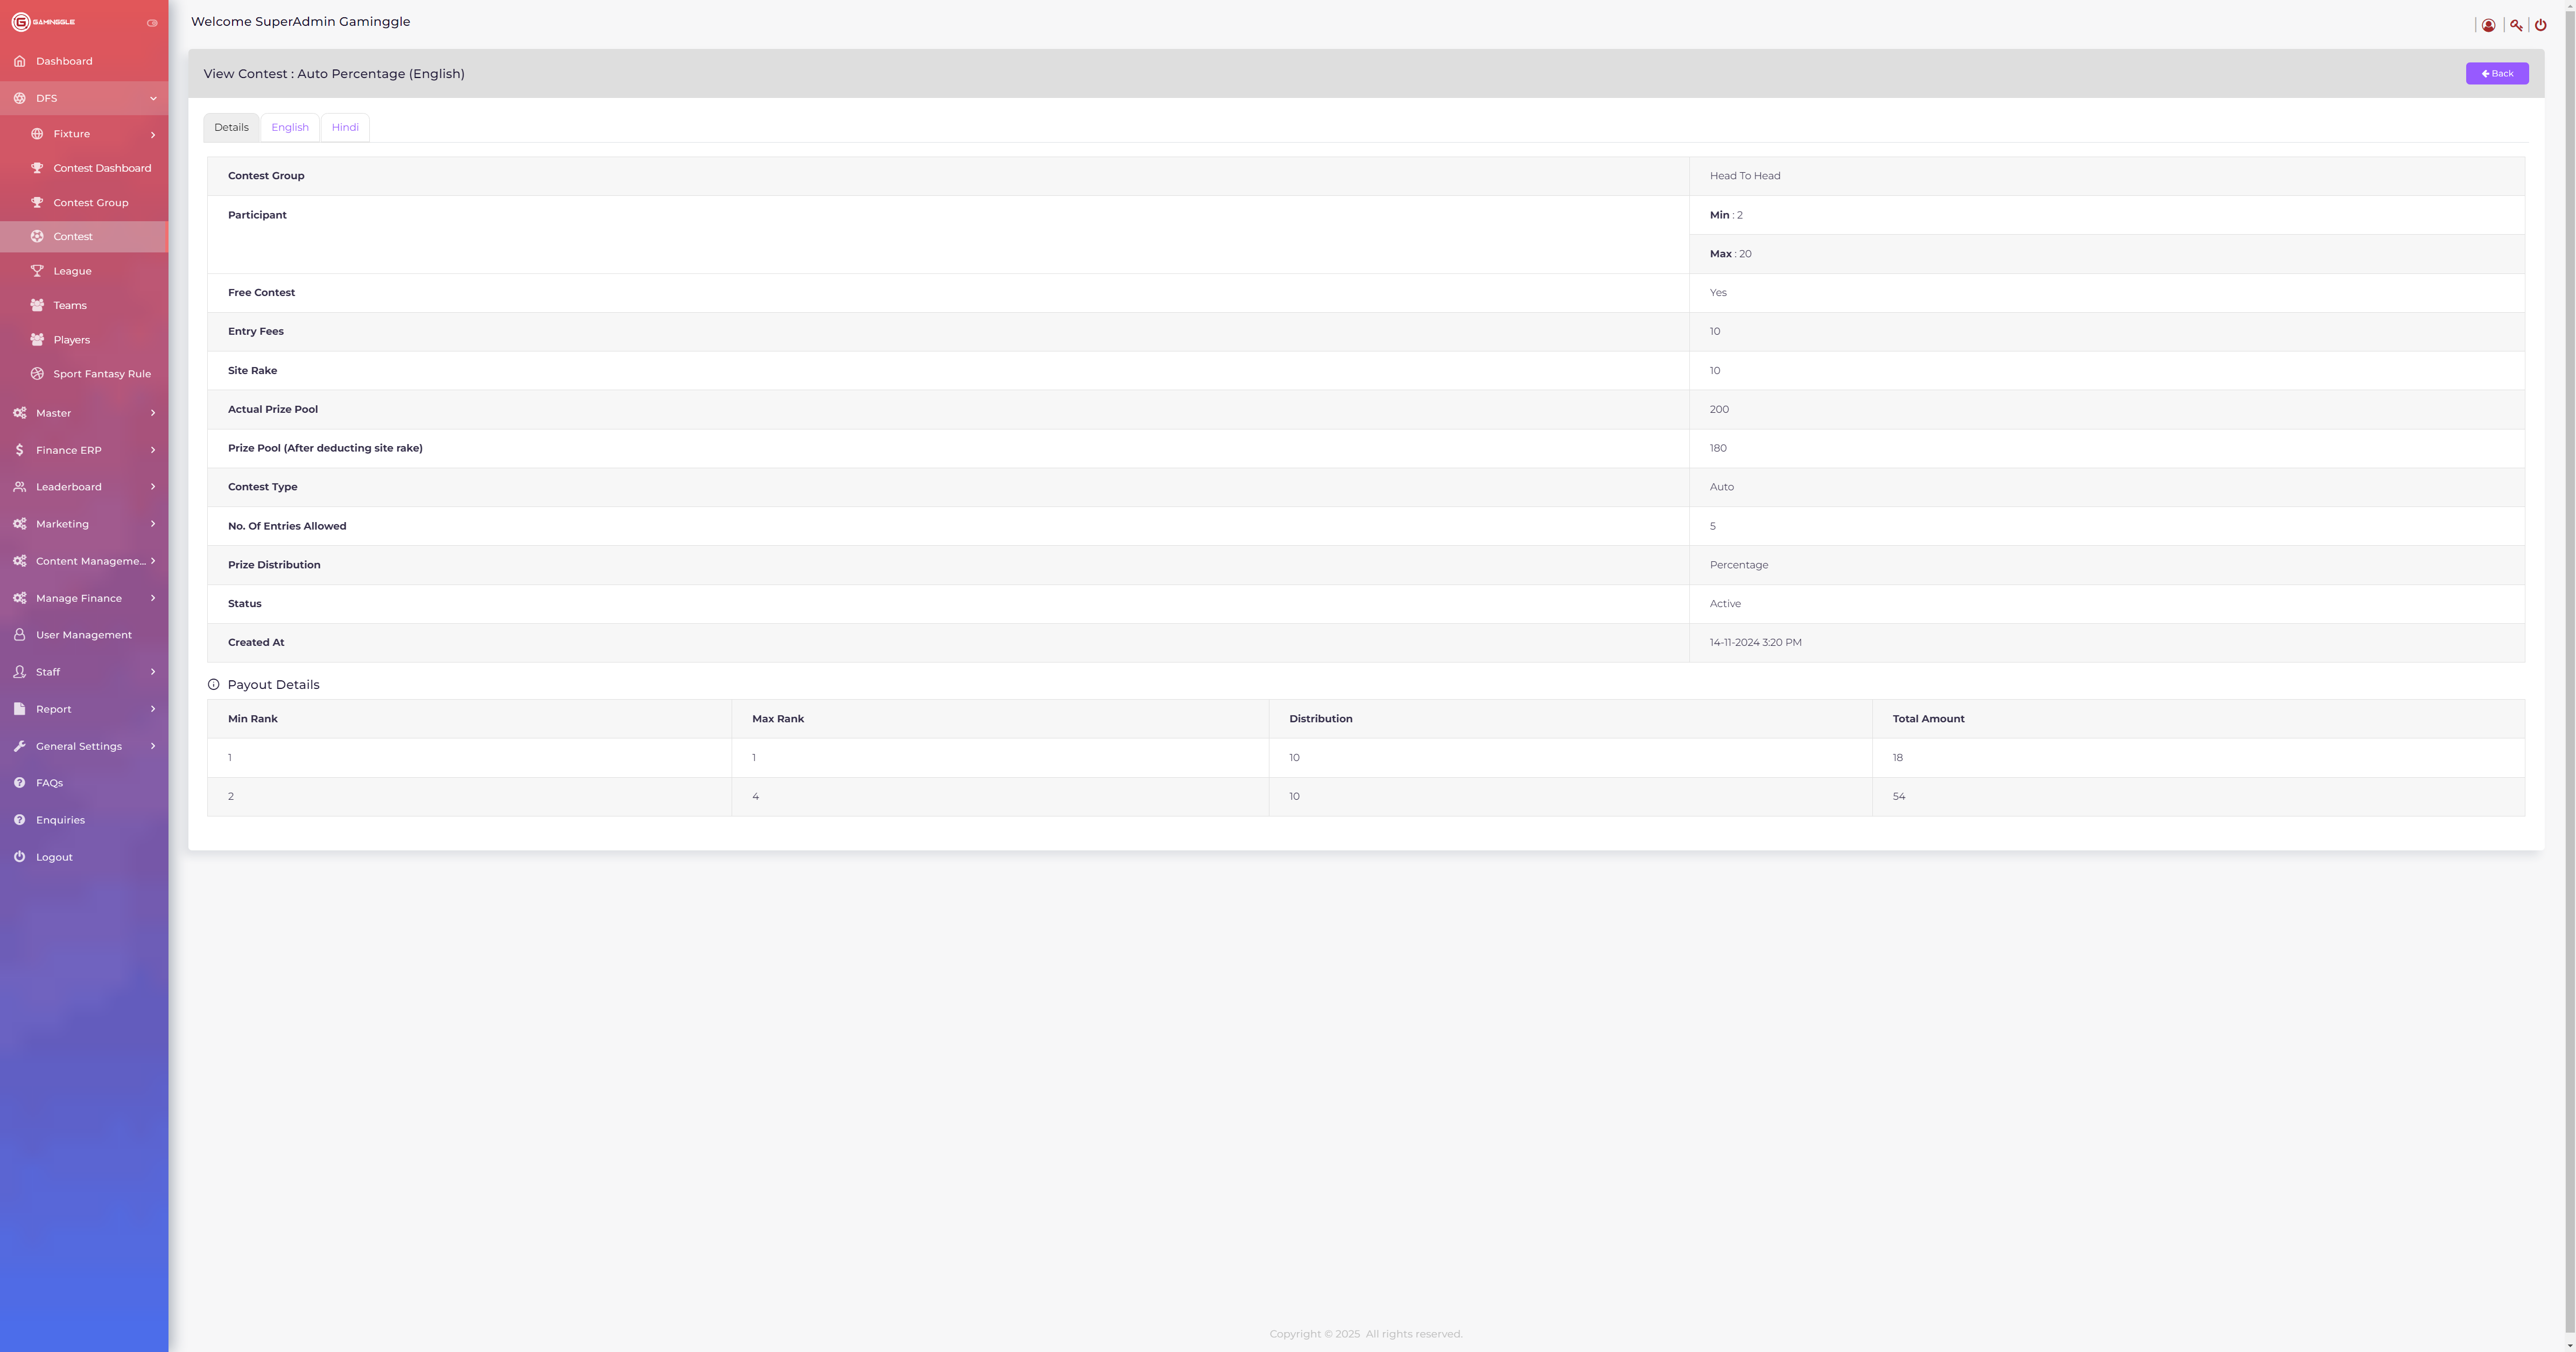 GAMINGGLE
Welcome SuperAdmin Gaminggle
Dashboard
DFS
Fixture
Contest Dashboard
Contest Group
Contest
League
Teams
Players
Sport Fantasy Rule
Master
Finance ERP
Leaderboard
Marketing
Content Manageme...
Manage Finance
User Management
Staff
Report
General Settings
FAQs
Enquiries
Logout
View Contest : Auto Percentage (English)
Back
Details English Hindi
Contest Group Head To Head
Participant Min : 2
Max : 20
Free Contest Yes
Entry Fees 10
Site Rake 10
Actual Prize Pool 200
Prize Pool (After deducting site rake) 180
Contest Type Auto
No. Of Entries Allowed 5
Prize Distribution Percentage
Status Active
Created At 14-11-2024 3:20 PM
Payout Details
Min Rank Max Rank Distribution Total Amount
1 1 10 18
2 4 10 54
Copyright © 2025 All rights reserved.